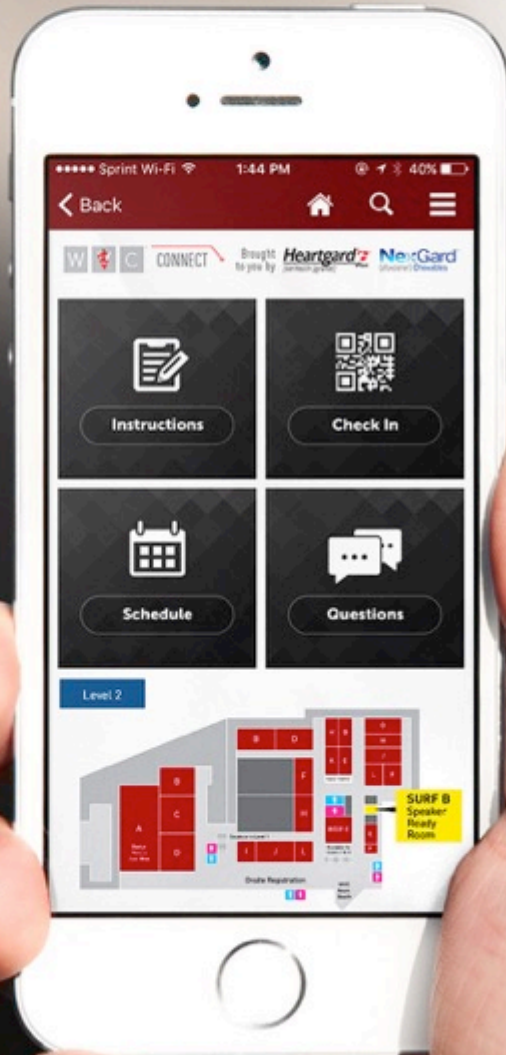 Sprint Wi-Fi 1:44 PM 40%
Back
W C CONNECT
Brought
to you by
Heartgard Plus
NexGard
Chewables
Instructions
Check In
Schedule
Questions
Level 2
B D
F
H
I J L
A
B
C
D
SURF B
Speaker
Ready
Room
Onsite Registration